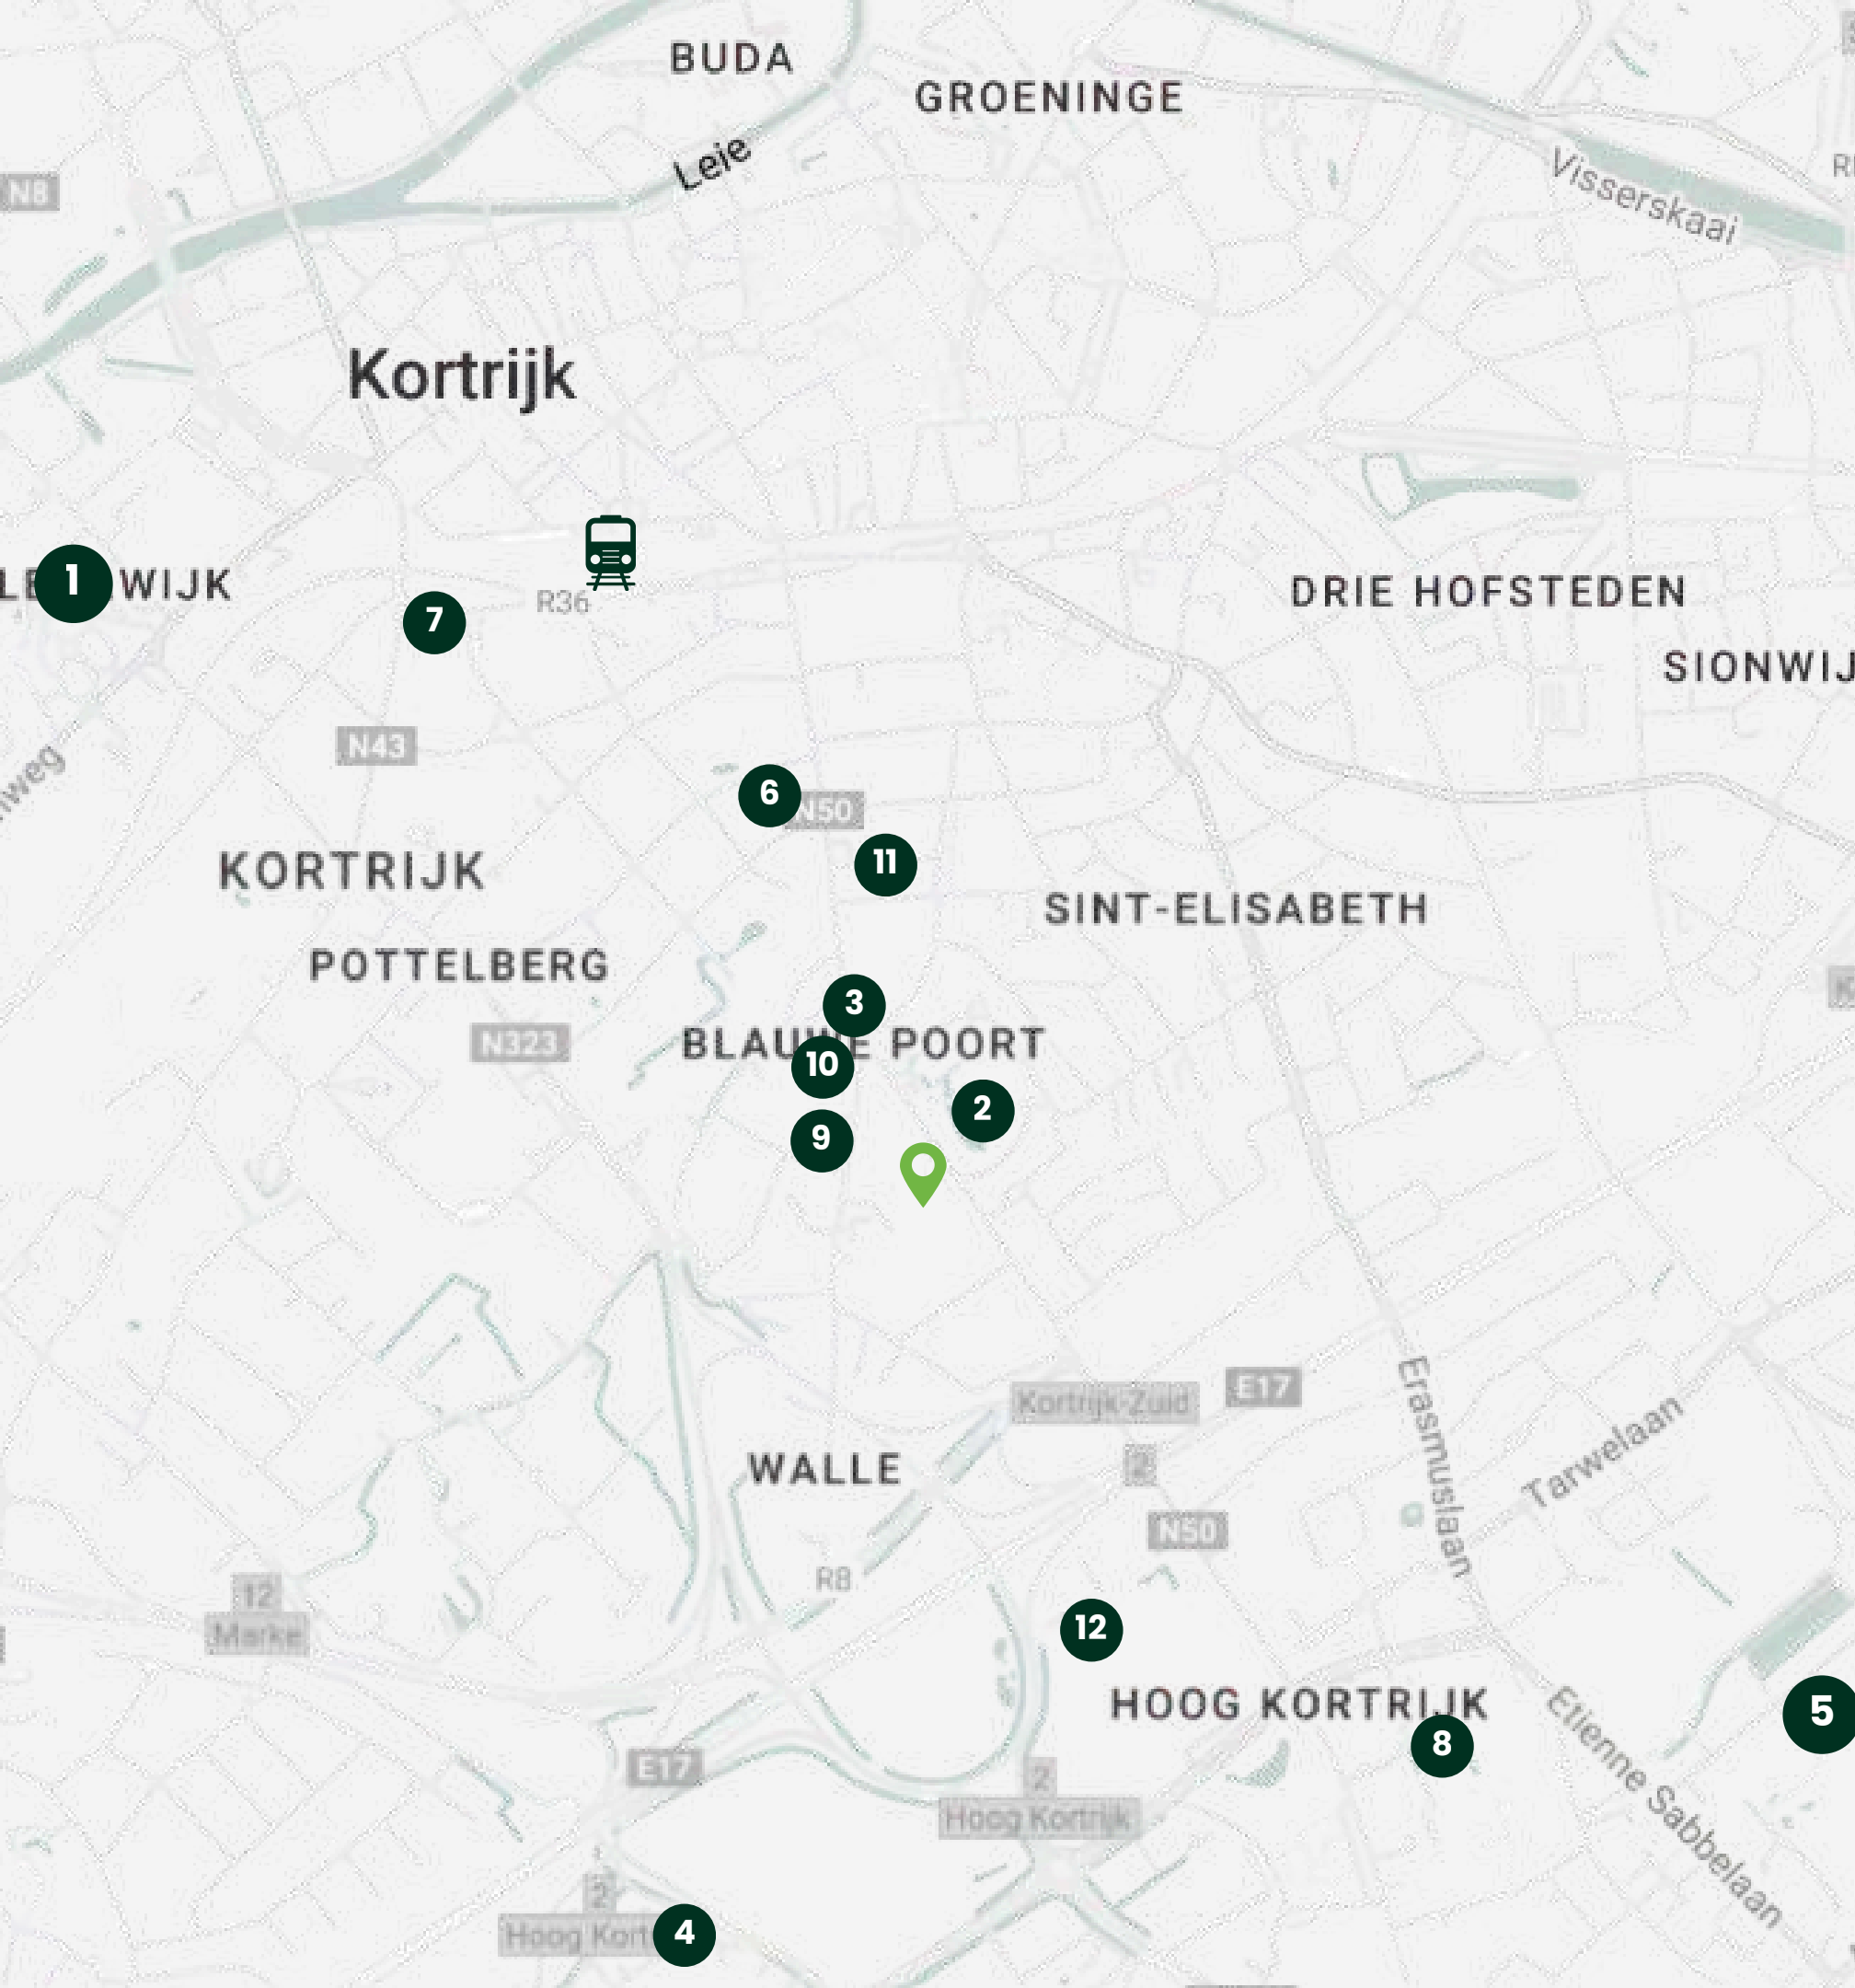 BUDA
GROENINGE
Leie
Visserskaai
N8
Kortrijk
1
WIJK
7
R36
DRIE HOFSTEDEN
SIONWIJ
N43
6
N50
11
KORTRIJK
SINT-ELISABETH
POTTELBERG
3
N323
BLAUWE POORT
10
2
9
Kortrijk-Zuid
E17
Erasmuslaan
Tarwelaan
WALLE
2
N50
R8
12
Marke
12
HOOG KORTRIJK
8
5
Etienne Sabbelaan
E17
2
Hoog Kortrijk
2
Hoog Kort
4